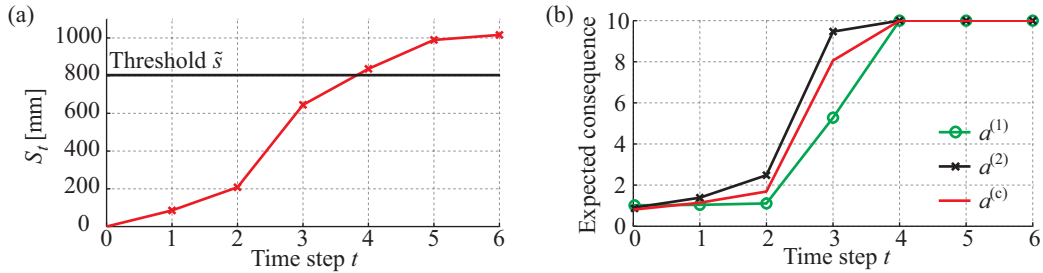 (a)
1000
800
600
400
200
0
S_t [mm]
Threshold s̃
0 1 2 3 4 5 6
Time step t
(b)
10
8
6
4
2
0
Expected consequence
a^(1)
a^(2)
a^(c)
0 1 2 3 4 5 6
Time step t